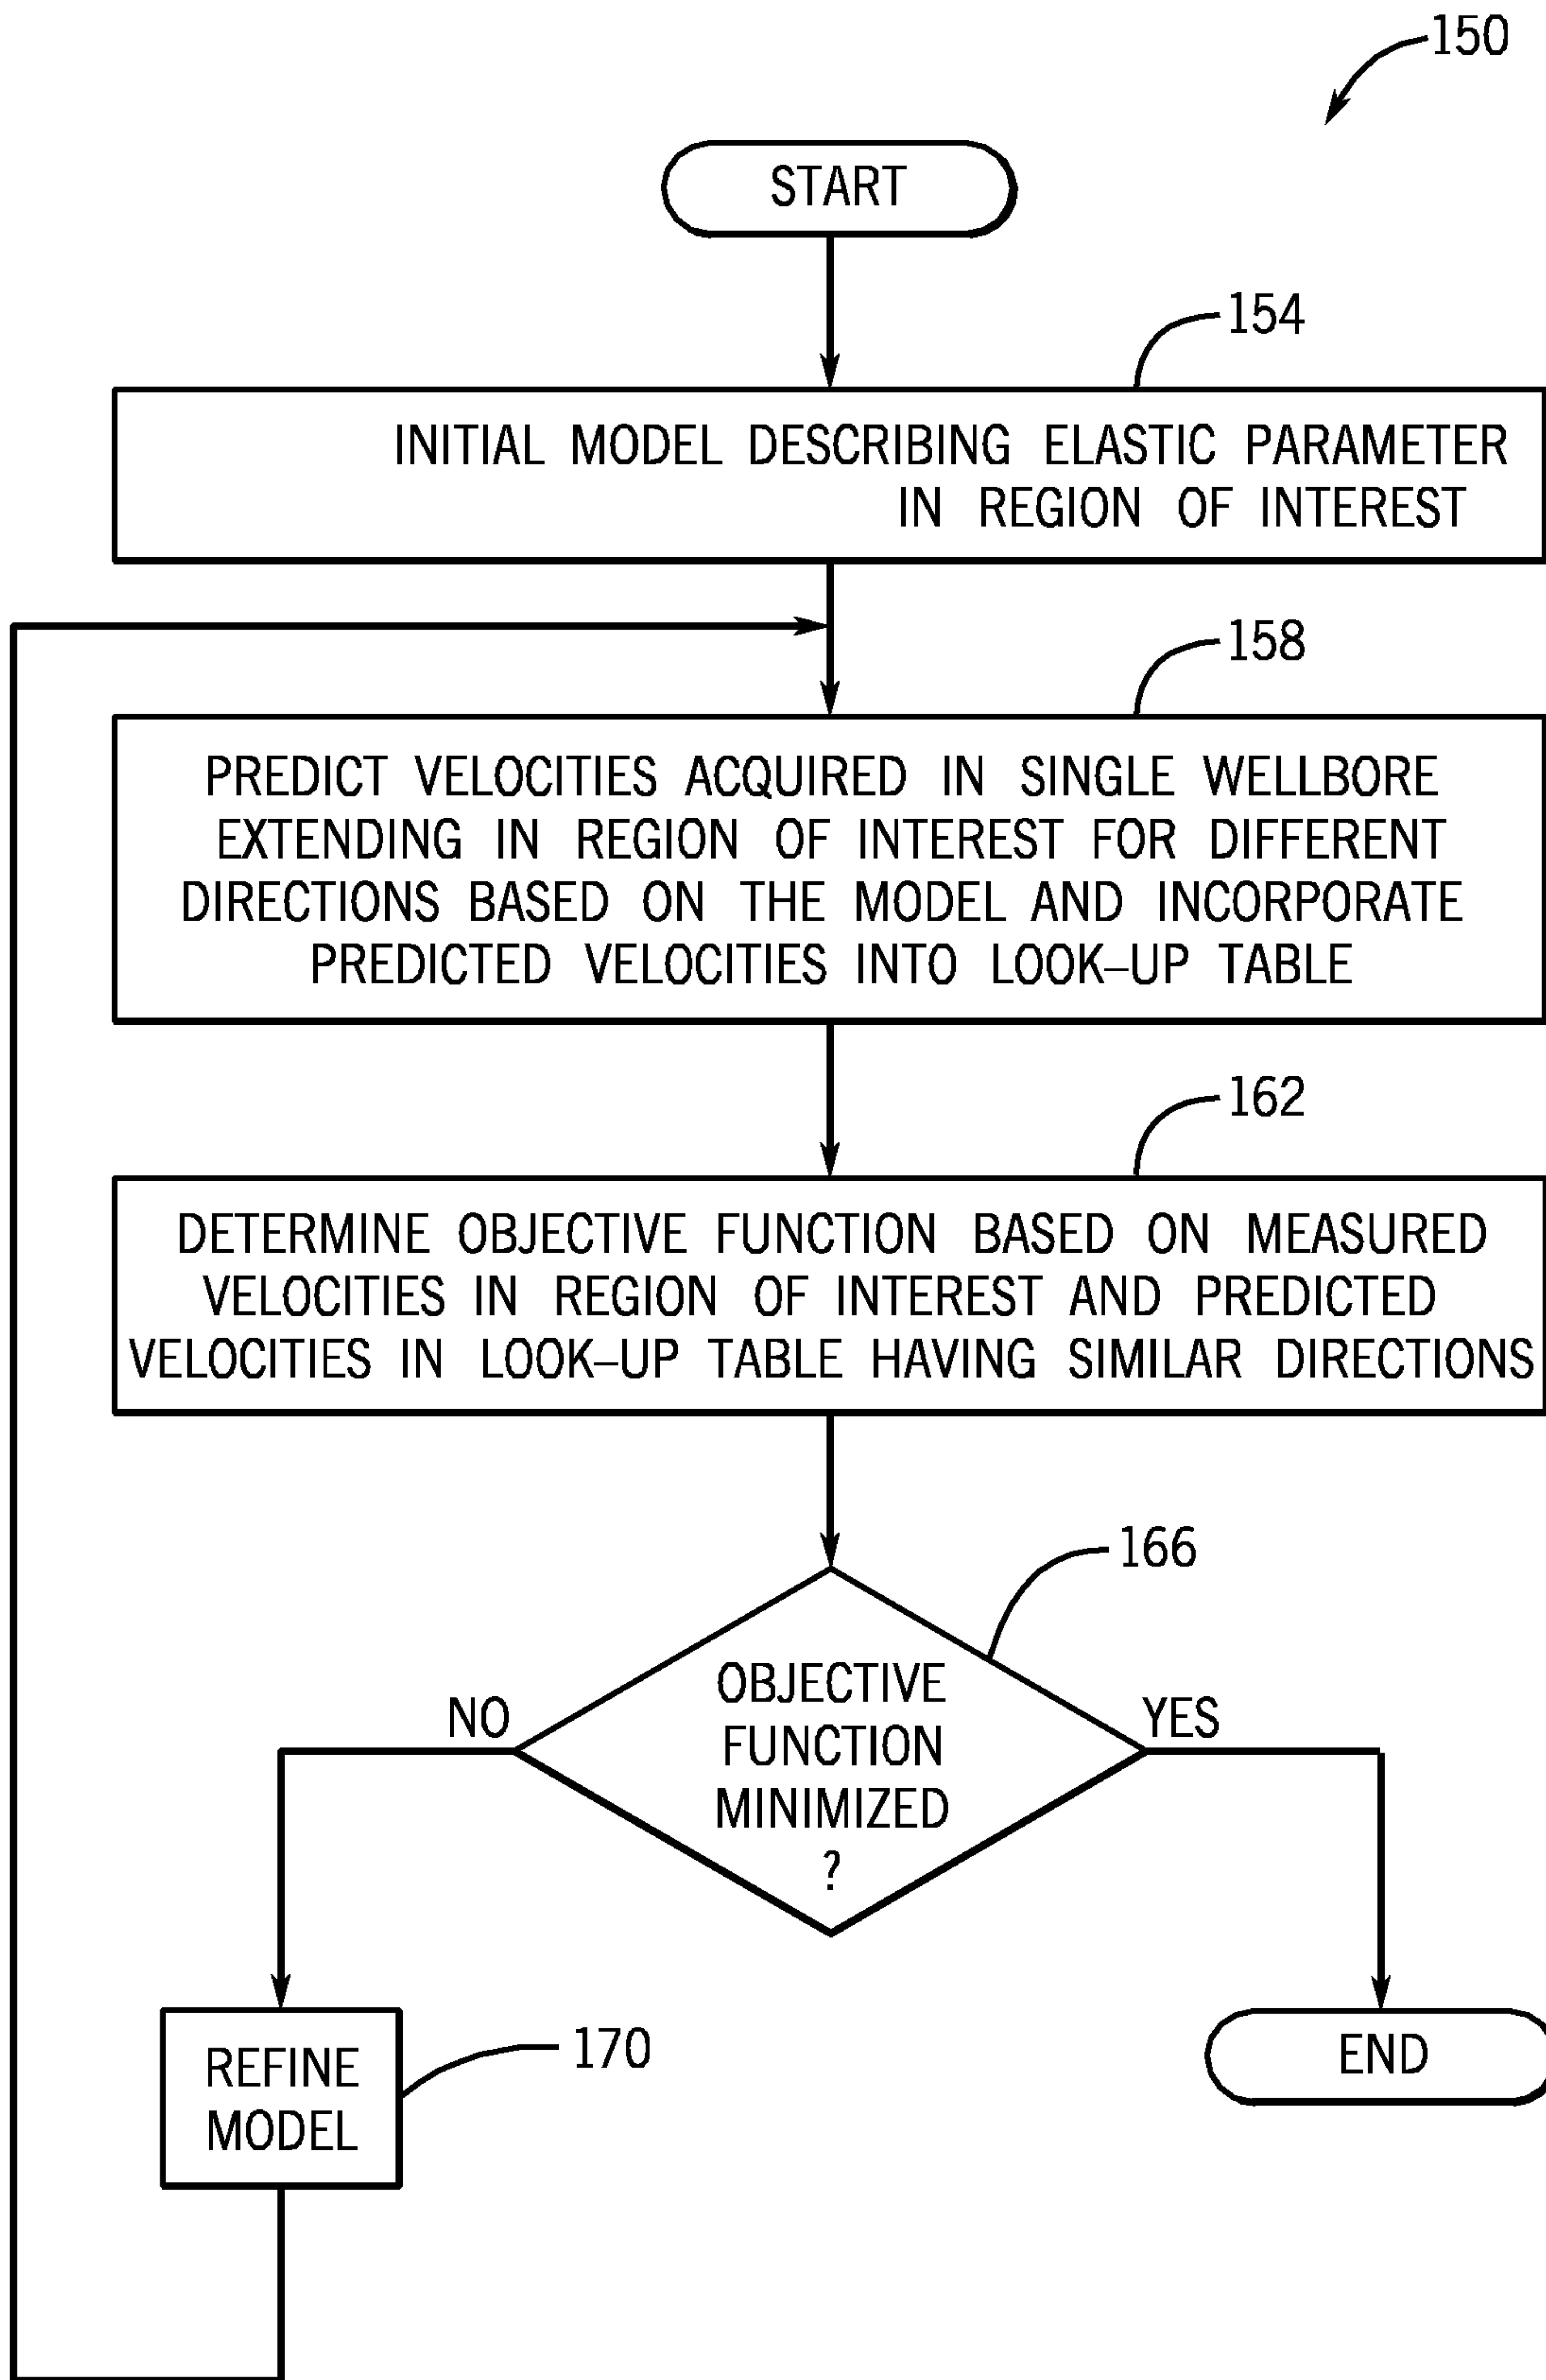 150
START
154
INITIAL MODEL DESCRIBING ELASTIC PARAMETER
IN REGION OF INTEREST
158
PREDICT VELOCITIES ACQUIRED IN SINGLE WELLBORE
EXTENDING IN REGION OF INTEREST FOR DIFFERENT
DIRECTIONS BASED ON THE MODEL AND INCORPORATE
PREDICTED VELOCITIES INTO LOOK–UP TABLE
162
DETERMINE OBJECTIVE FUNCTION BASED ON MEASURED
VELOCITIES IN REGION OF INTEREST AND PREDICTED
VELOCITIES IN LOOK–UP TABLE HAVING SIMILAR DIRECTIONS
166
OBJECTIVE
FUNCTION
MINIMIZED
?
NO
YES
REFINE
MODEL
170
END